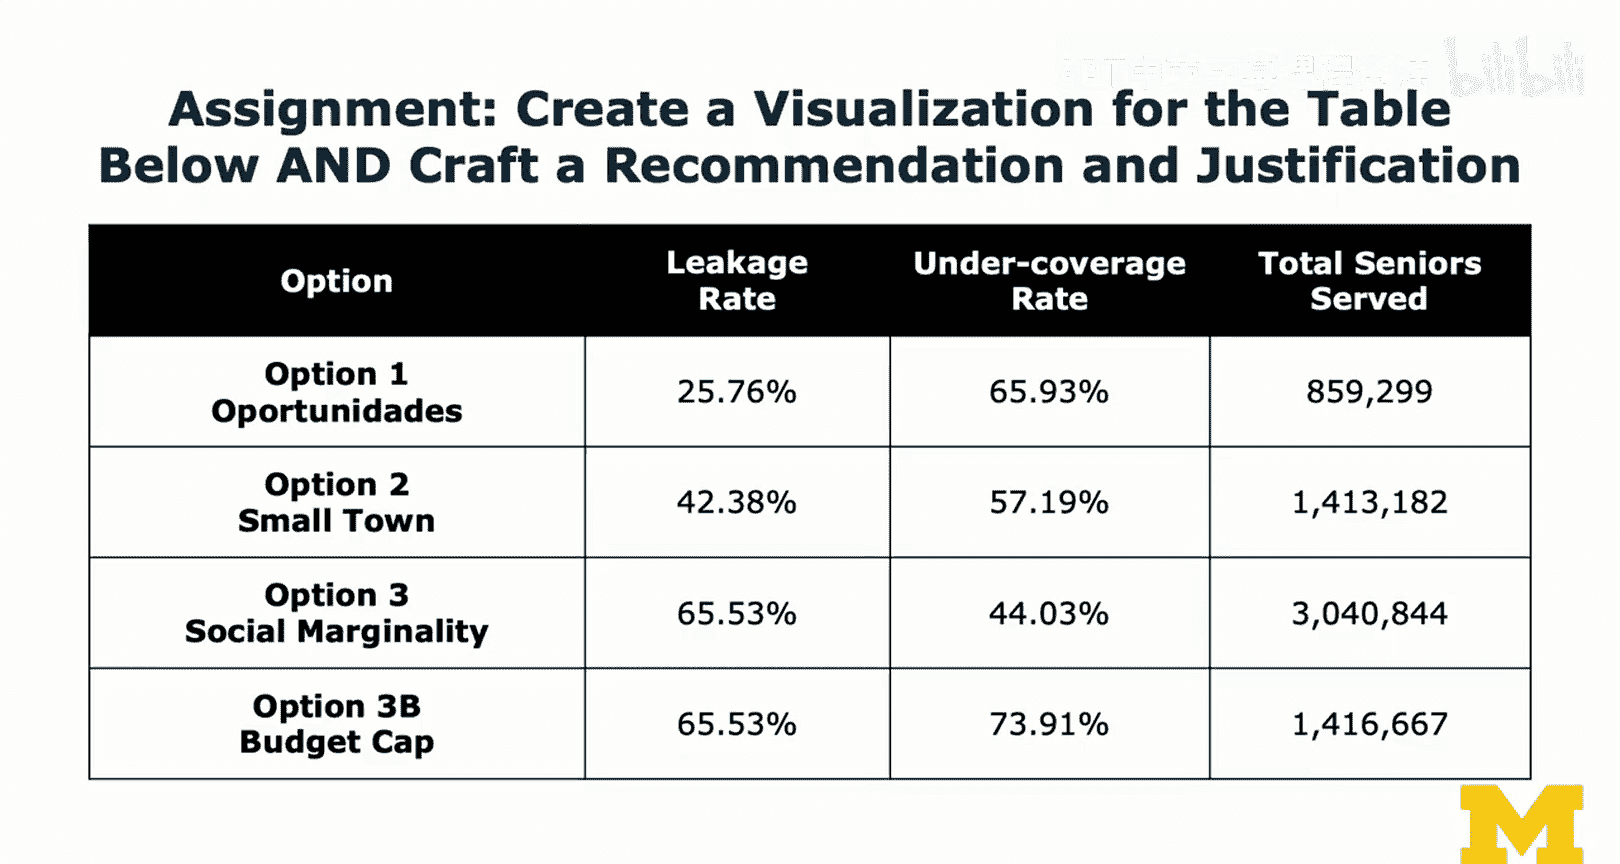 bilibili
Assignment: Create a Visualization for the Table
Below AND Craft a Recommendation and Justification
Option
Leakage
Rate
Under-coverage
Rate
Total Seniors
Served
Option 1
Oportunidades
25.76%
65.93%
859,299
Option 2
Small Town
42.38%
57.19%
1,413,182
Option 3
Social Marginality
65.53%
44.03%
3,040,844
Option 3B
Budget Cap
65.53%
73.91%
1,416,667
M